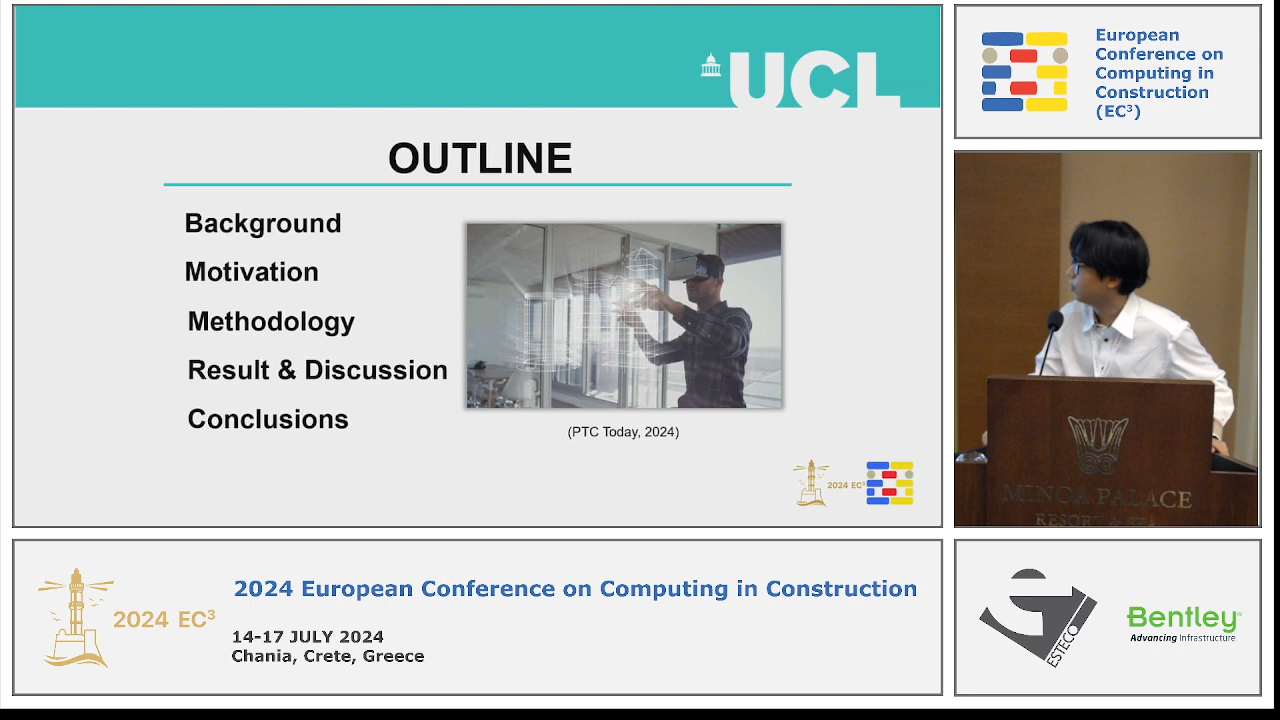 UCL
OUTLINE
Background
Motivation
Methodology
Result & Discussion
Conclusions
(PTC Today, 2024)
2024 EC³
European
Conference on
Computing in
Construction
(EC³)
MINOA PALACE
RESORT & SPA
2024 EC³
2024 European Conference on Computing in Construction
14-17 JULY 2024
Chania, Crete, Greece
ESTECO
Bentley®
Advancing Infrastructure